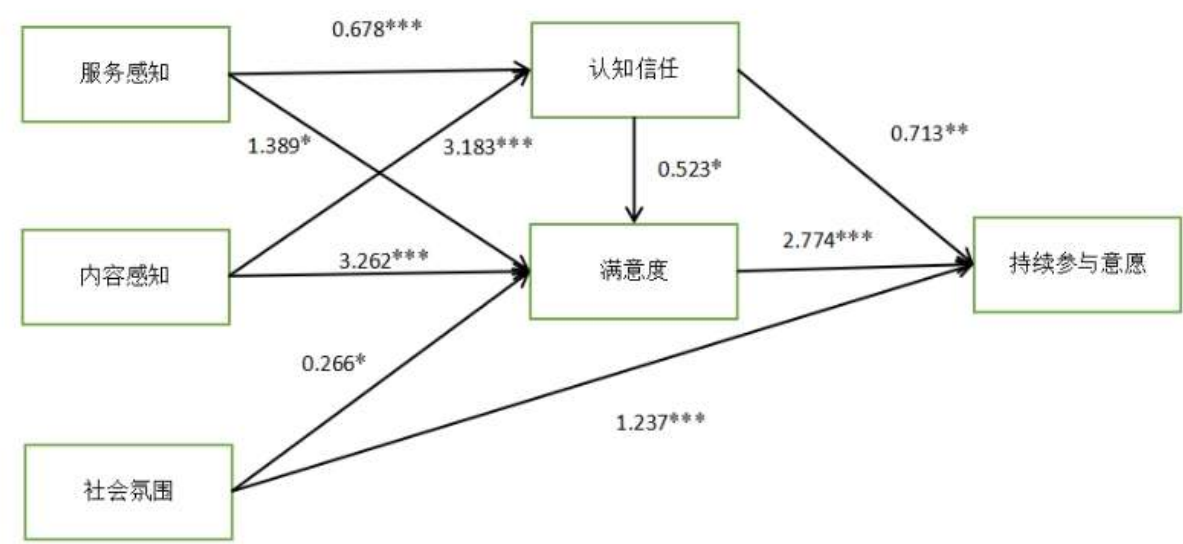 0.678***
服务感知
认知信任
1.389*
3.183***
0.713**
0.523*
内容感知
3.262***
满意度
2.774***
持续参与意愿
0.266*
1.237***
社会氛围